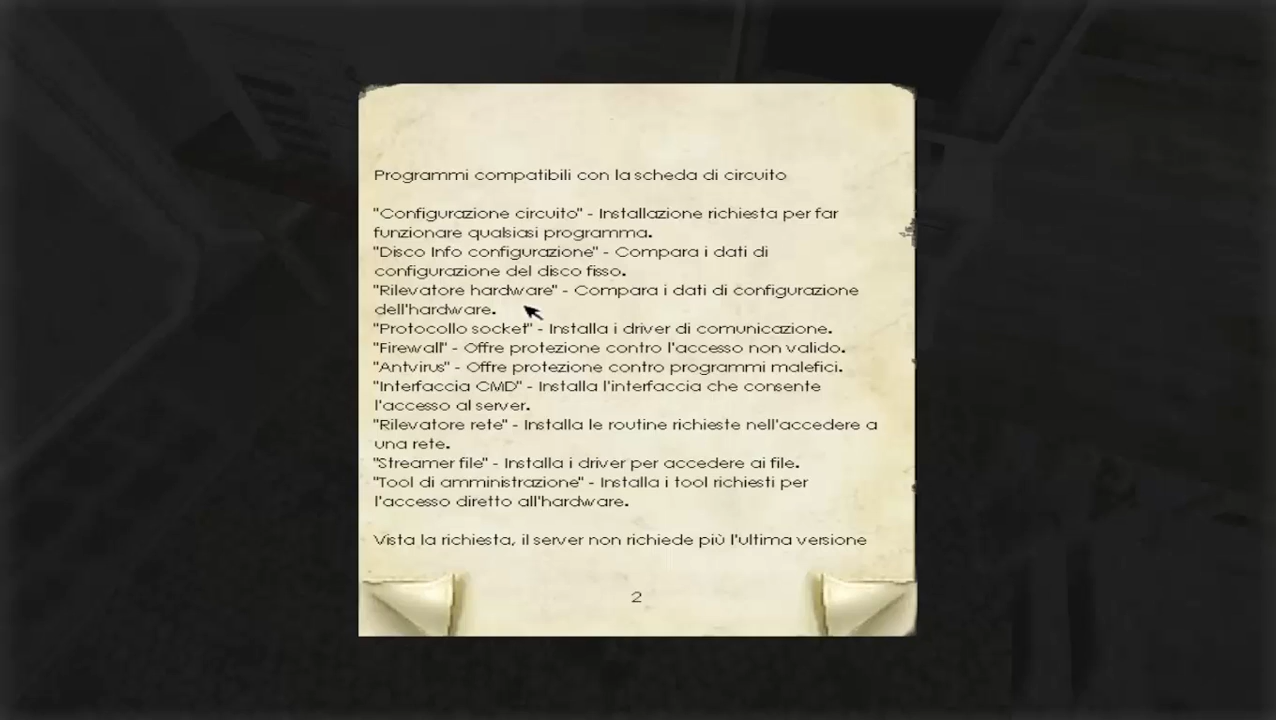 Programmi compatibili con la scheda di circuito
"Configurazione circuito" - Installazione richiesta per far
funzionare qualsiasi programma.
"Disco Info configurazione" - Compara i dati di
configurazione del disco fisso.
"Rilevatore hardware" - Compara i dati di configurazione
dell'hardware.
"Protocollo socket" - Installa i driver di comunicazione.
"Firewall" - Offre protezione contro l'accesso non valido.
"Antvirus" - Offre protezione contro programmi malefici.
"Interfaccia CMD" - Installa l'interfaccia che consente
l'accesso al server.
"Rilevatore rete" - Installa le routine richieste nell'accedere a
una rete.
"Streamer file" - Installa i driver per accedere ai file.
"Tool di amministrazione" - Installa i tool richiesti per
l'accesso diretto all'hardware.
Vista la richiesta, il server non richiede più l'ultima versione
2